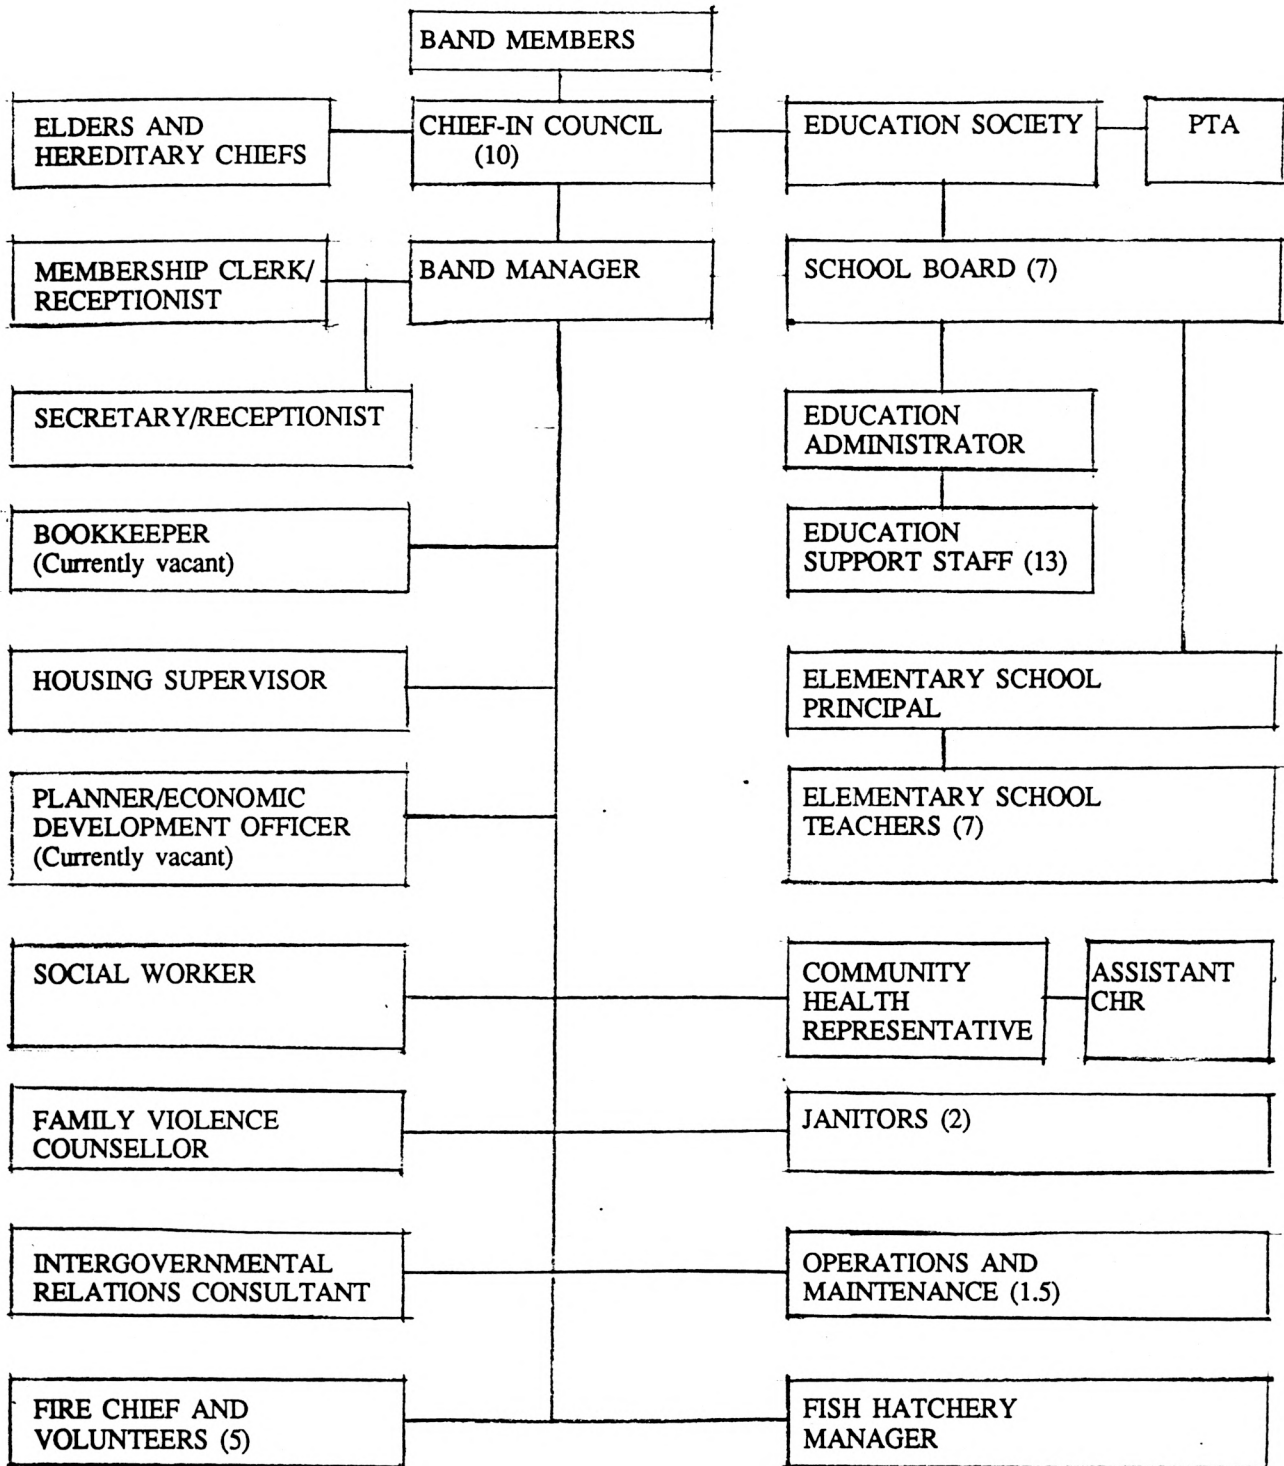 BAND MEMBERS
ELDERS AND
HEREDITARY CHIEFS
CHIEF-IN COUNCIL
(10)
EDUCATION SOCIETY
PTA
MEMBERSHIP CLERK/
RECEPTIONIST
BAND MANAGER
SCHOOL BOARD (7)
SECRETARY/RECEPTIONIST
EDUCATION
ADMINISTRATOR
BOOKKEEPER
(Currently vacant)
EDUCATION
SUPPORT STAFF (13)
HOUSING SUPERVISOR
ELEMENTARY SCHOOL
PRINCIPAL
PLANNER/ECONOMIC
DEVELOPMENT OFFICER
(Currently vacant)
ELEMENTARY SCHOOL
TEACHERS (7)
SOCIAL WORKER
COMMUNITY
HEALTH
REPRESENTATIVE
ASSISTANT
CHR
FAMILY VIOLENCE
COUNSELLOR
JANITORS (2)
INTERGOVERNMENTAL
RELATIONS CONSULTANT
OPERATIONS AND
MAINTENANCE (1.5)
FIRE CHIEF AND
VOLUNTEERS (5)
FISH HATCHERY
MANAGER